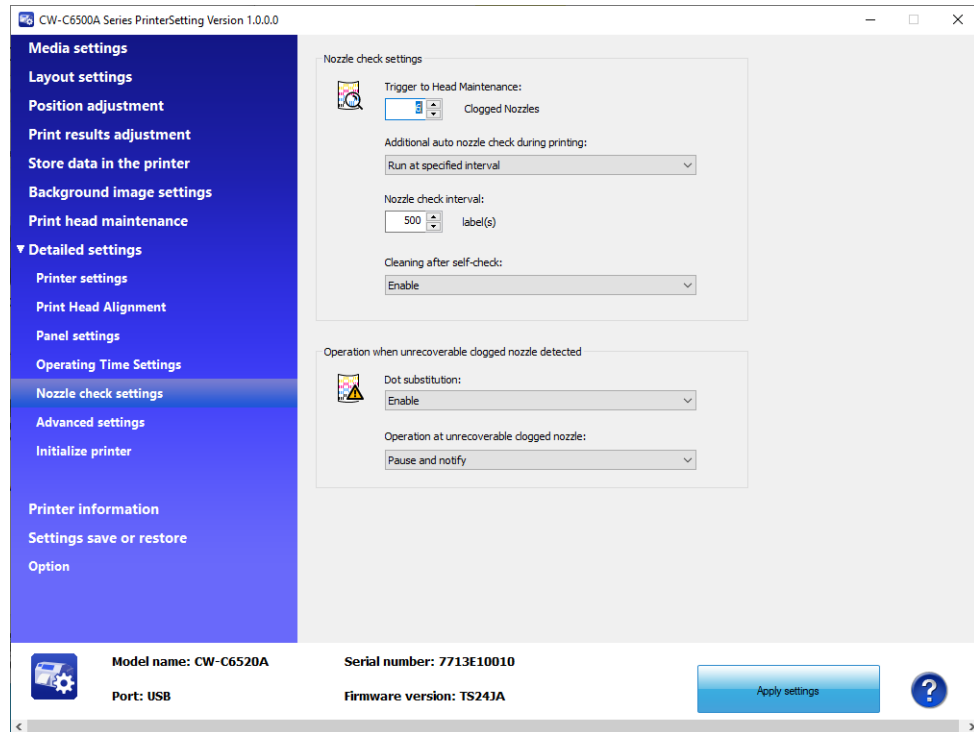 CW-C6500A Series PrinterSetting Version 1.0.0.0
Media settings
Layout settings
Position adjustment
Print results adjustment
Store data in the printer
Background image settings
Print head maintenance
Detailed settings
Printer settings
Print Head Alignment
Panel settings
Operating Time Settings
Nozzle check settings
Advanced settings
Initialize printer
Printer information
Settings save or restore
Option
Nozzle check settings
Trigger to Head Maintenance:
Clogged Nozzles
Additional auto nozzle check during printing:
Run at specified interval
Nozzle check interval:
500 label(s)
Cleaning after self-check:
Enable
Operation when unrecoverable clogged nozzle detected
Dot substitution:
Enable
Operation at unrecoverable clogged nozzle:
Pause and notify
Model name: CW-C6520A
Serial number: 7713E10010
Port: USB
Firmware version: TS24JA
Apply settings
?